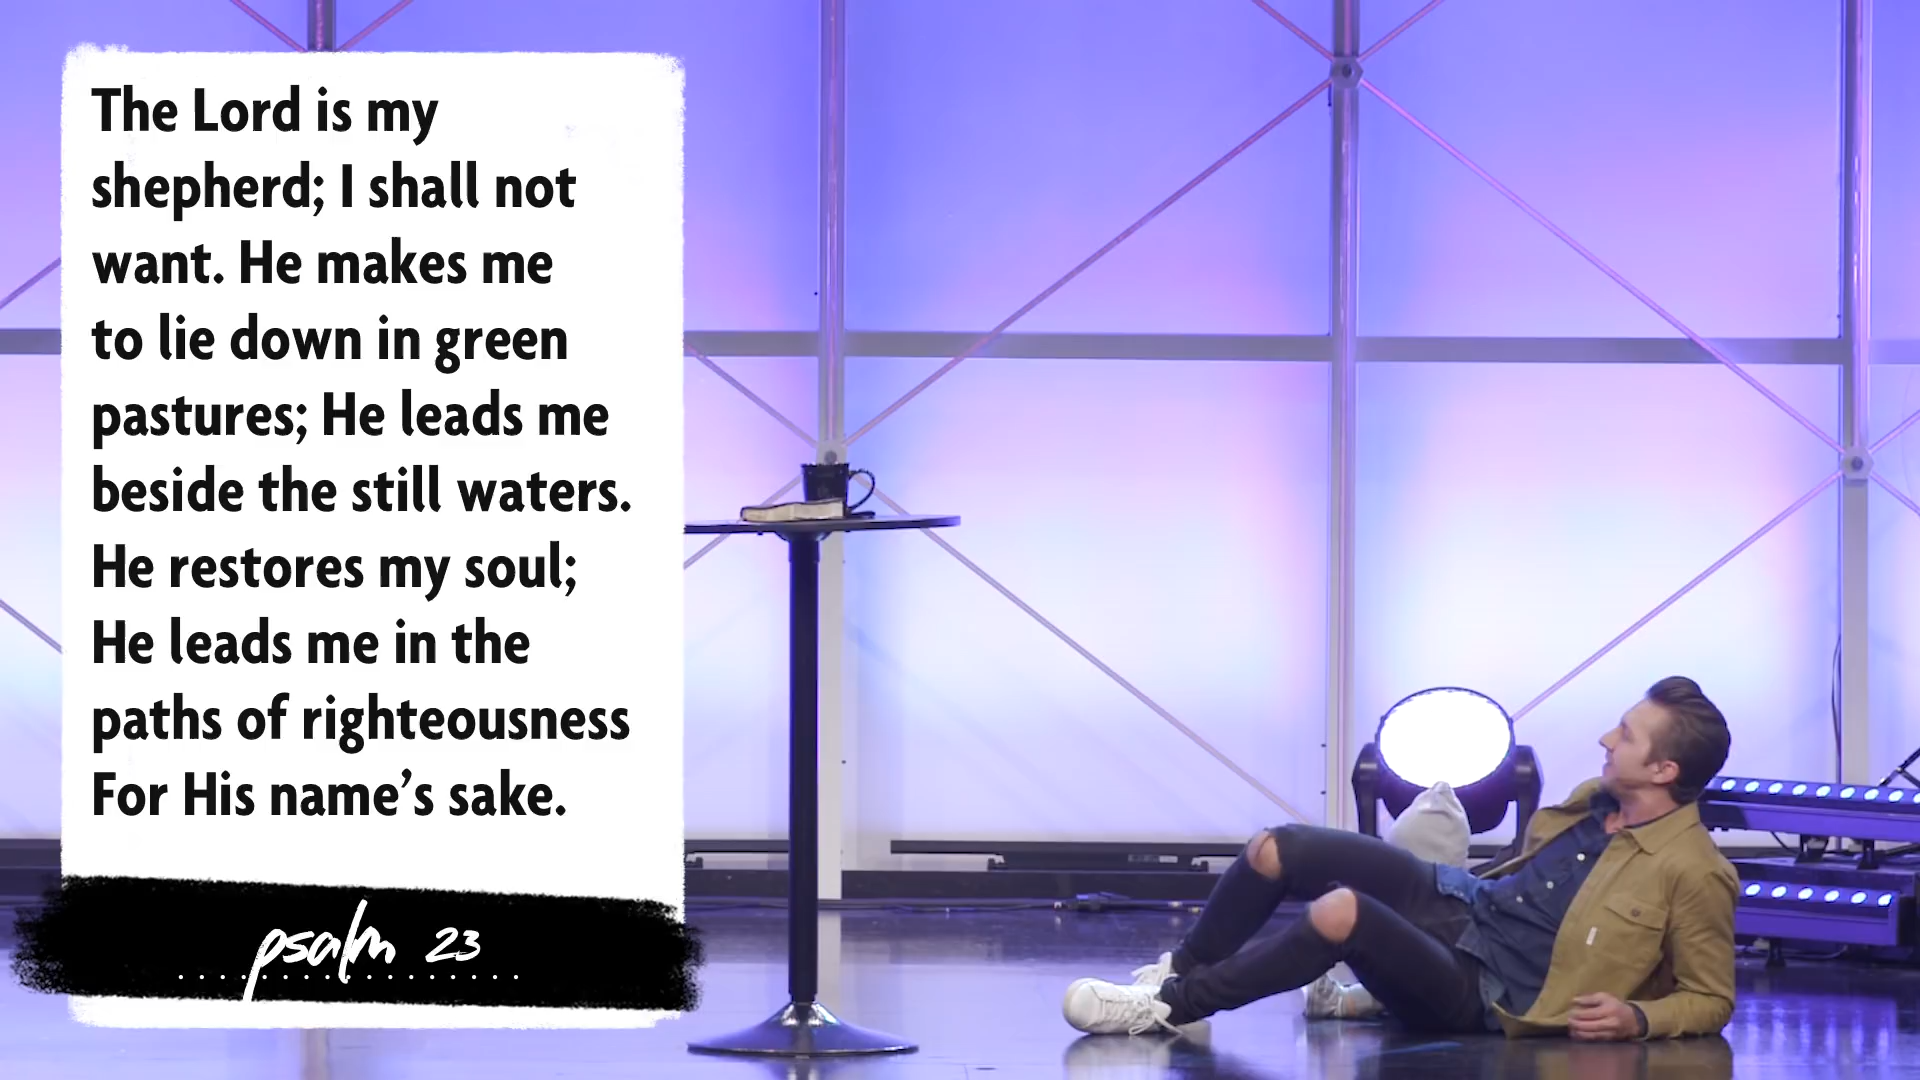 The Lord is my
shepherd; I shall not
want. He makes me
to lie down in green
pastures; He leads me
beside the still waters.
He restores my soul;
He leads me in the
paths of righteousness
For His name’s sake.
psalm 23